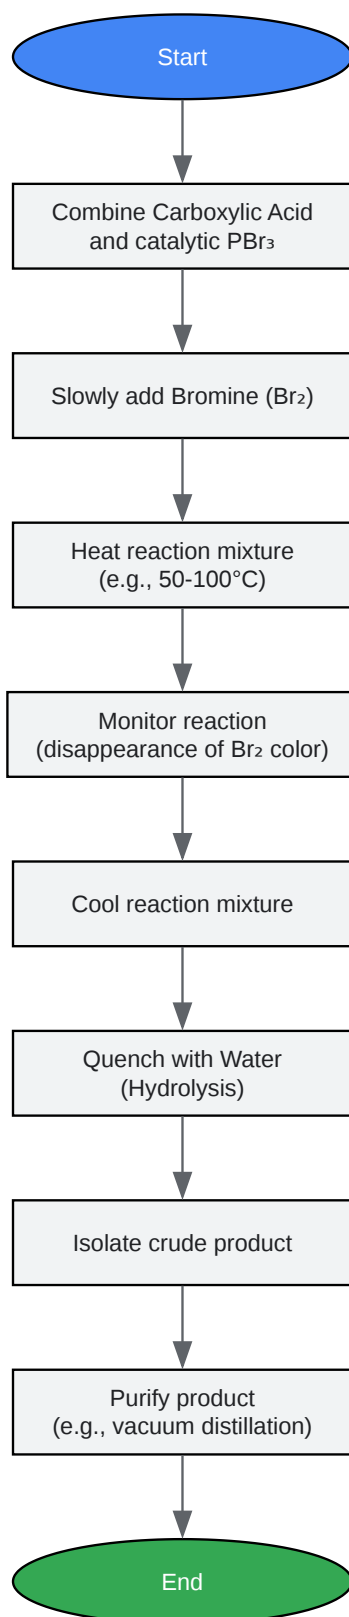 Start
Combine Carboxylic Acid
and catalytic PBr₃
Slowly add Bromine (Br₂)
Heat reaction mixture
(e.g., 50-100°C)
Monitor reaction
(disappearance of Br₂ color)
Cool reaction mixture
Quench with Water
(Hydrolysis)
Isolate crude product
Purify product
(e.g., vacuum distillation)
End